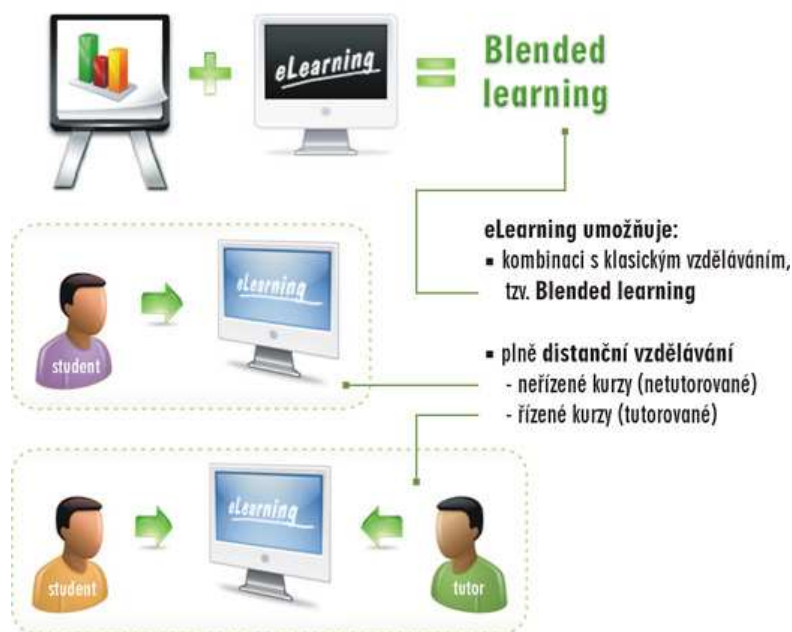 eLearning
Blended
learning
eLearning umožňuje:
▪ kombinaci s klasickým vzděláváním,
tzv. Blended learning
eLearning
student
▪ plně distanční vzdělávání
- neřízené kurzy (netutorované)
- řízené kurzy (tutorované)
eLearning
student
tutor